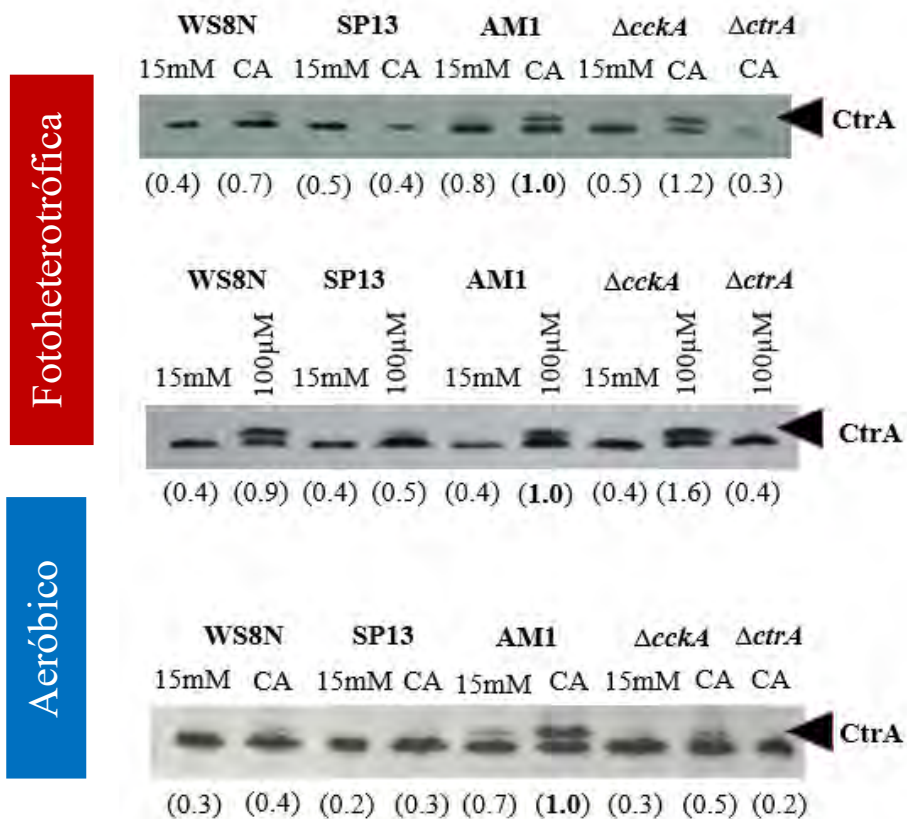 Fotoheterótrófica
WS8N SP13 AM1 ΔcckA ΔctrA
15mM CA 15mM CA 15mM CA 15mM CA CA
CtrA
(0.4) (0.7) (0.5) (0.4) (0.8) (1.0) (0.5) (1.2) (0.3)
WS8N SP13 AM1 ΔcckA ΔctrA
15mM 100µM 15mM 100µM 15mM 100µM 15mM 100µM 100µM
CtrA
(0.4) (0.9) (0.4) (0.5) (0.4) (1.0) (0.4) (1.6) (0.4)
Aeróbico
WS8N SP13 AM1 ΔcckA ΔctrA
15mM CA 15mM CA 15mM CA 15mM CA CA
CtrA
(0.3) (0.4) (0.2) (0.3) (0.7) (1.0) (0.3) (0.5) (0.2)